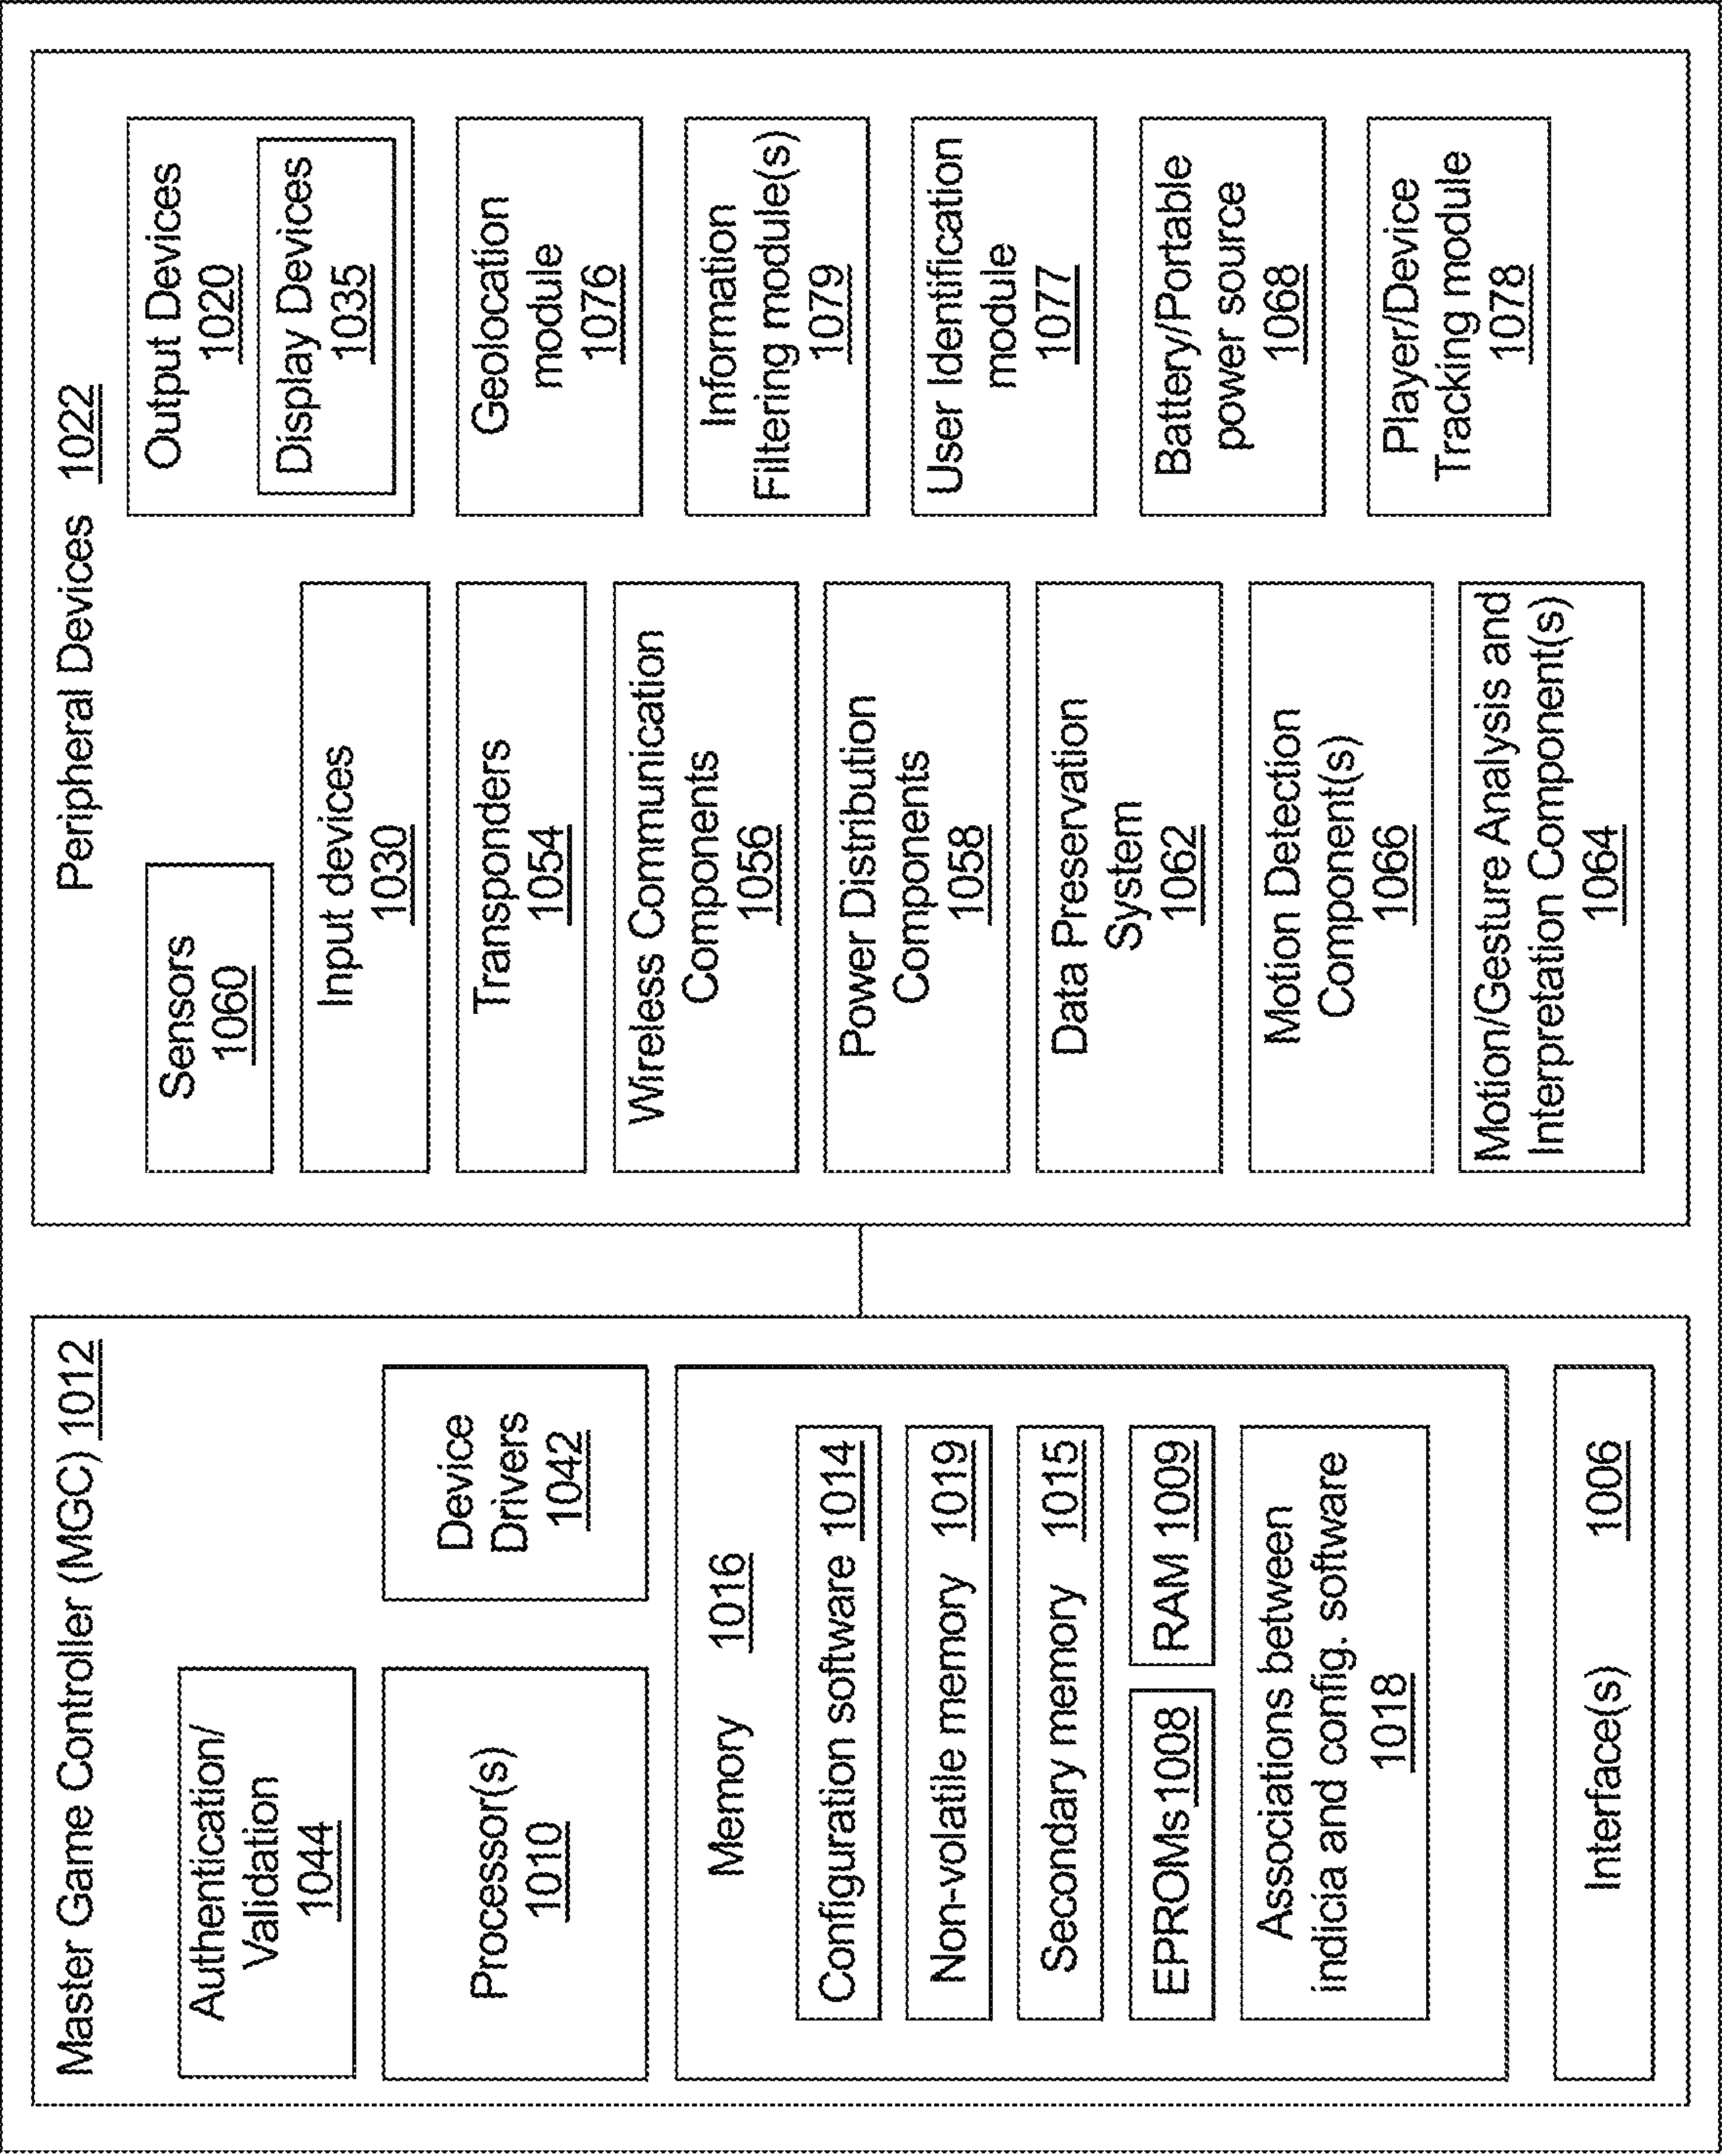 Master Game Controller (MGC) 1012
Authentication/
Validation
1044
Processor(s)
1010
Device
Drivers
1042
Memory 1016
Configuration software 1014
Non-volatile memory 1019
Secondary memory 1015
EPROMs 1008
RAM 1009
Associations between
indicia and config. software
1018
Interface(s) 1006
Peripheral Devices 1022
Sensors
1060
Input devices
1030
Transponders
1054
Wireless Communication
Components
1056
Power Distribution
Components
1058
Data Preservation
System
1062
Motion Detection
Component(s)
1066
Motion/Gesture Analysis and
Interpretation Component(s)
1064
Output Devices
1020
Display Devices
1035
Geolocation
module
1076
Information
Filtering module(s)
1079
User Identification
module
1077
Battery/Portable
power source
1068
Player/Device
Tracking module
1078